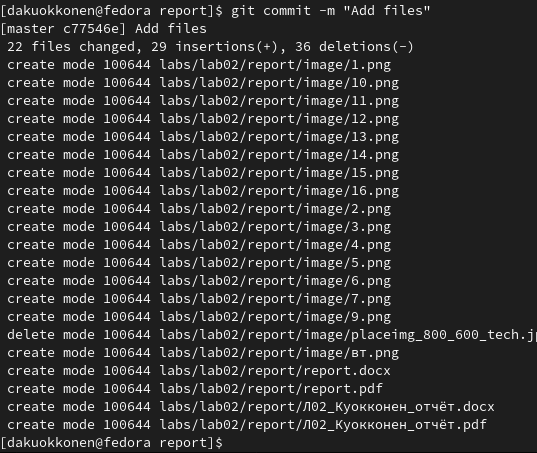 [dakuokkonen@fedora report]$ git commit -m "Add files"
[master c77546e] Add files
 22 files changed, 29 insertions(+), 36 deletions(-)
 create mode 100644 labs/lab02/report/image/1.png
 create mode 100644 labs/lab02/report/image/10.png
 create mode 100644 labs/lab02/report/image/11.png
 create mode 100644 labs/lab02/report/image/12.png
 create mode 100644 labs/lab02/report/image/13.png
 create mode 100644 labs/lab02/report/image/14.png
 create mode 100644 labs/lab02/report/image/15.png
 create mode 100644 labs/lab02/report/image/16.png
 create mode 100644 labs/lab02/report/image/2.png
 create mode 100644 labs/lab02/report/image/3.png
 create mode 100644 labs/lab02/report/image/4.png
 create mode 100644 labs/lab02/report/image/5.png
 create mode 100644 labs/lab02/report/image/6.png
 create mode 100644 labs/lab02/report/image/7.png
 create mode 100644 labs/lab02/report/image/9.png
 delete mode 100644 labs/lab02/report/image/placeimg_800_600_tech.j
 create mode 100644 labs/lab02/report/image/вт.png
 create mode 100644 labs/lab02/report/report.docx
 create mode 100644 labs/lab02/report/report.pdf
 create mode 100644 labs/lab02/report/Л02_Куокконен_отчёт.docx
 create mode 100644 labs/lab02/report/Л02_Куокконен_отчёт.pdf
[dakuokkonen@fedora report]$